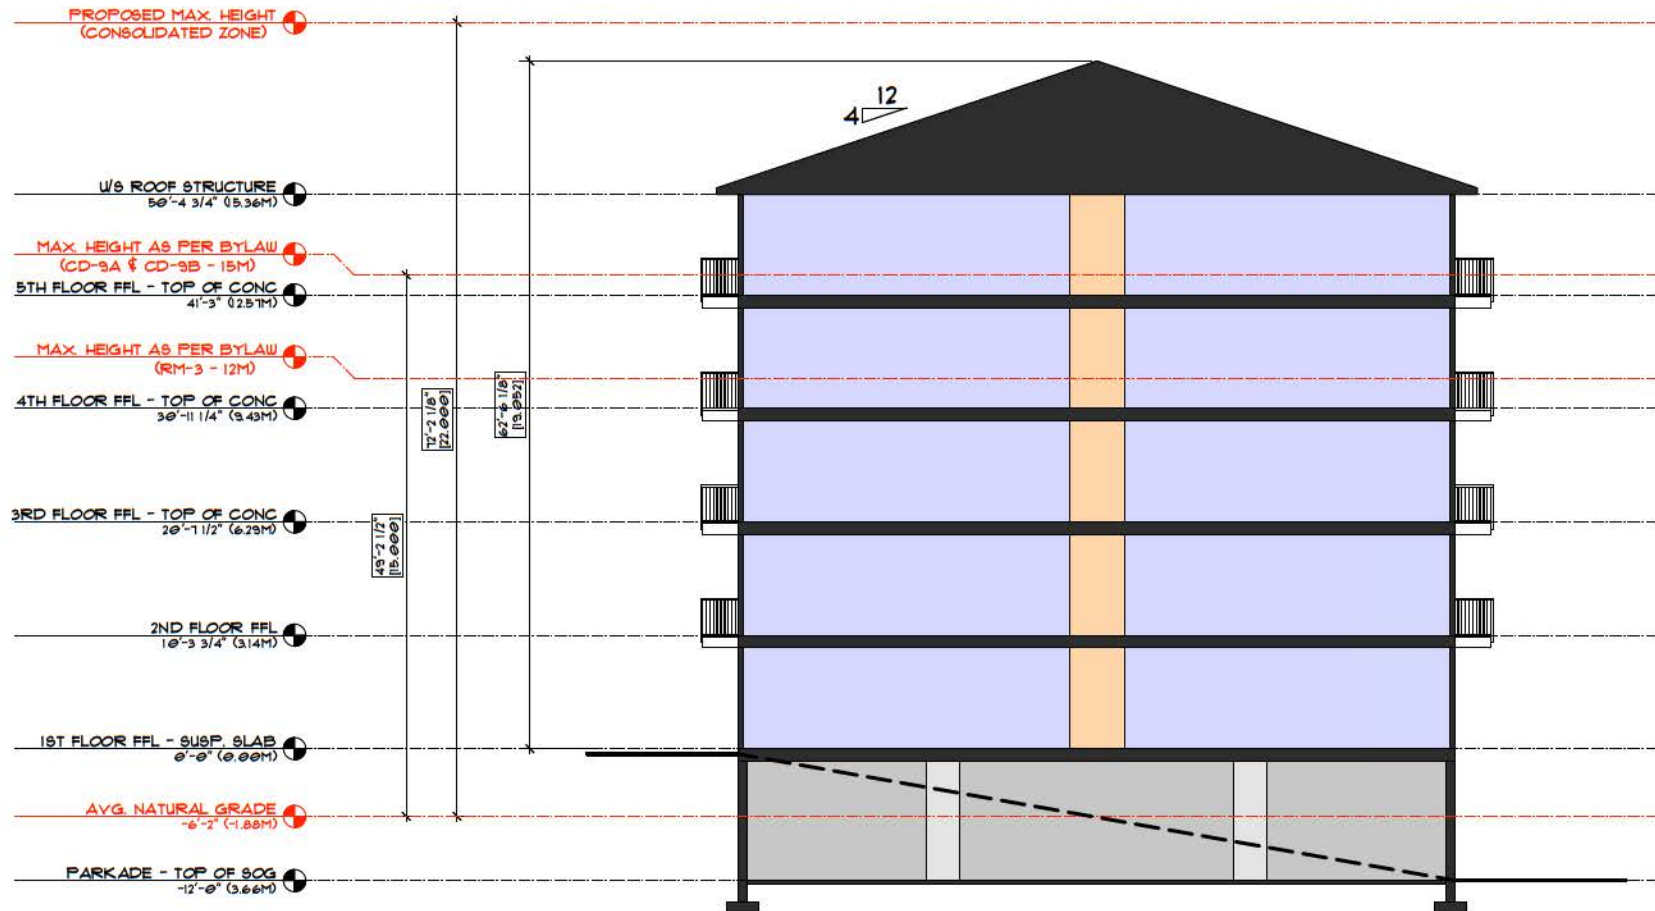 PROPOSED MAX. HEIGHT
(CONSOLIDATED ZONE)
12
4
U/S ROOF STRUCTURE
50'-4 3/4" (15.36M)
MAX. HEIGHT AS PER BYLAW
(CD-9A & CD-9B - 15M)
5TH FLOOR FFL - TOP OF CONC
41'-3" (12.57M)
MAX. HEIGHT AS PER BYLAW
(RM-3 - 12M)
4TH FLOOR FFL - TOP OF CONC
30'-11 1/4" (9.43M)
72'-2 1/8"
[22.000]
62'-6 1/8"
[19.052]
3RD FLOOR FFL - TOP OF CONC
20'-7 1/2" (6.29M)
49'-2 1/2"
[15.000]
2ND FLOOR FFL
10'-3 3/4" (3.14M)
1ST FLOOR FFL - SUSP. SLAB
0'-0" (0.00M)
AVG. NATURAL GRADE
-6'-2" (-1.88M)
PARKADE - TOP OF SOG
-12'-0" (3.66M)